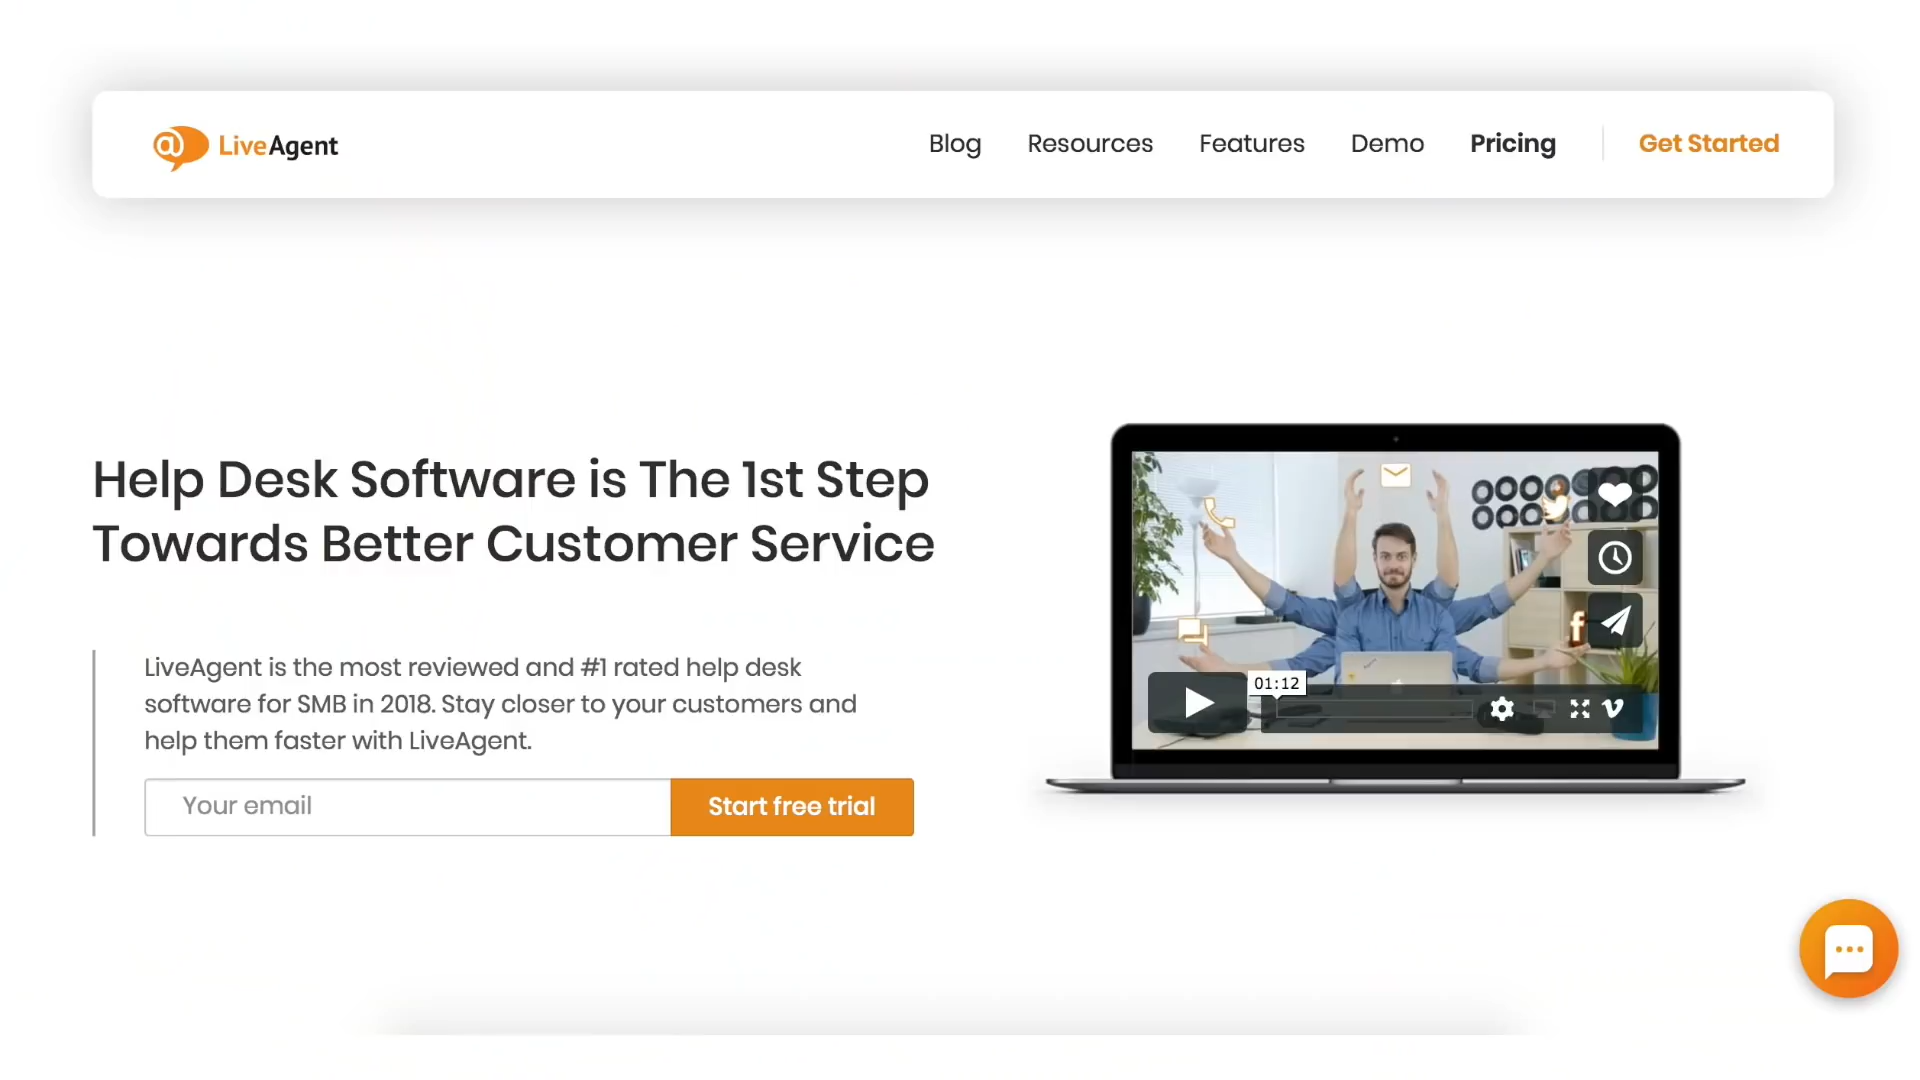 LiveAgent
Blog
Resources
Features
Demo
Pricing
Get Started
Help Desk Software is The 1st Step
Towards Better Customer Service
LiveAgent is the most reviewed and #1 rated help desk
software for SMB in 2018. Stay closer to your customers and
help them faster with LiveAgent.
Your email
Start free trial
01:12